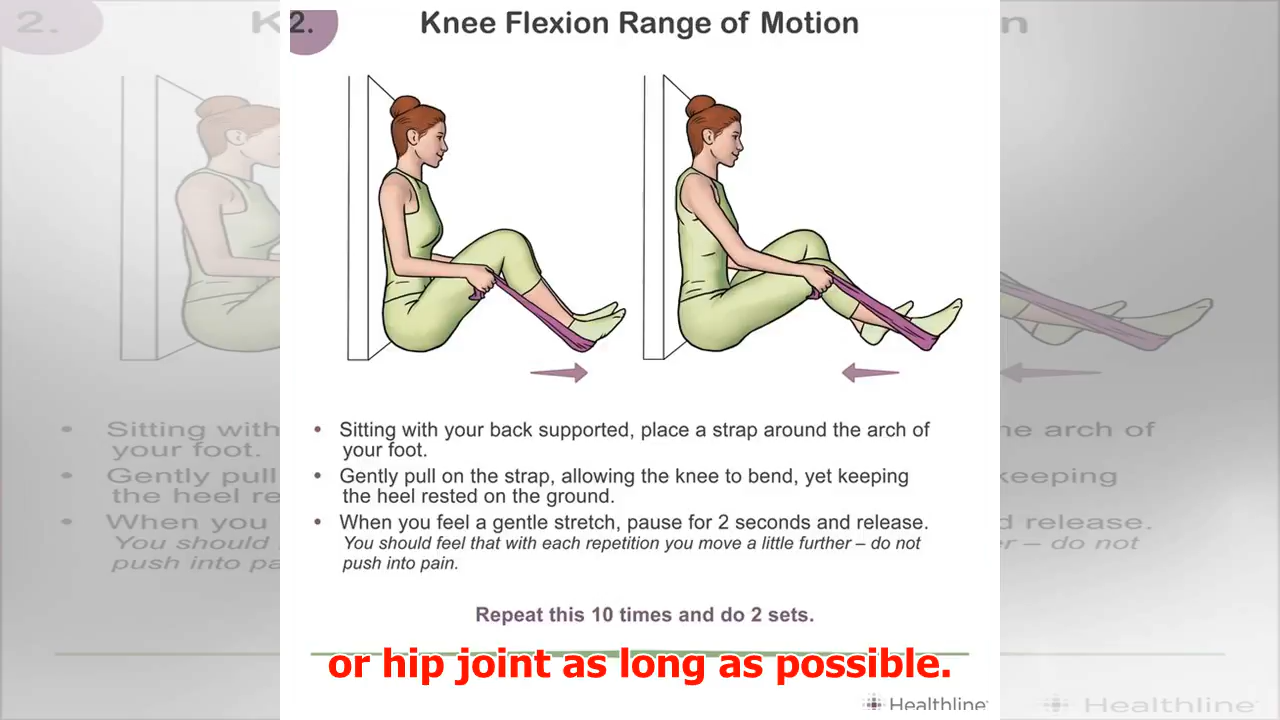 2. Knee Flexion Range of Motion
• Sitting with your back supported, place a strap around the arch of
your foot.
• Gently pull on the strap, allowing the knee to bend, yet keeping
the heel rested on the ground.
• When you feel a gentle stretch, pause for 2 seconds and release.
You should feel that with each repetition you move a little further – do not
push into pain.
Repeat this 10 times and do 2 sets.
or hip joint as long as possible.
Healthline